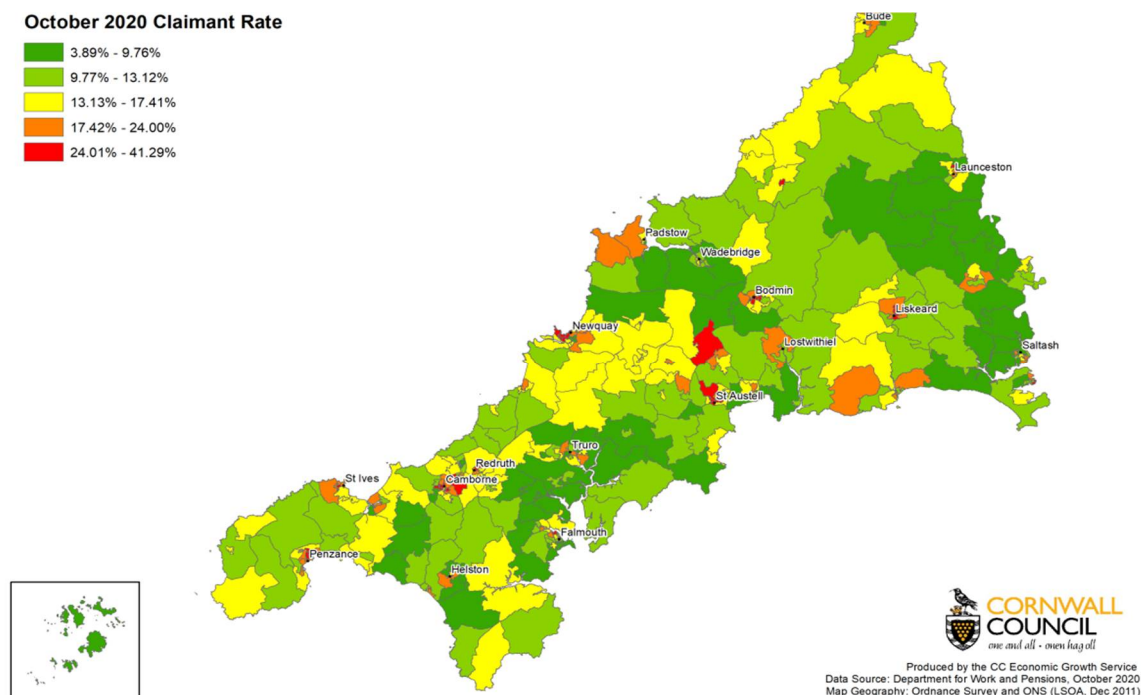 October 2020 Claimant Rate
3.89% - 9.76%
9.77% - 13.12%
13.13% - 17.41%
17.42% - 24.00%
24.01% - 41.29%
Bude
Launceston
Padstow
Wadebridge
Bodmin
Liskeard
Newquay
Lostwithiel
Saltash
St Austell
Truro
Redruth
St Ives
Camborne
Falmouth
Penzance
Helston
CORNWALL
COUNCIL
one and all • onen hag oll
Produced by the CC Economic Growth Service
Data Source: Department for Work and Pensions, October 2020
Map Geography: Ordnance Survey and ONS (LSOA, Dec 2011)